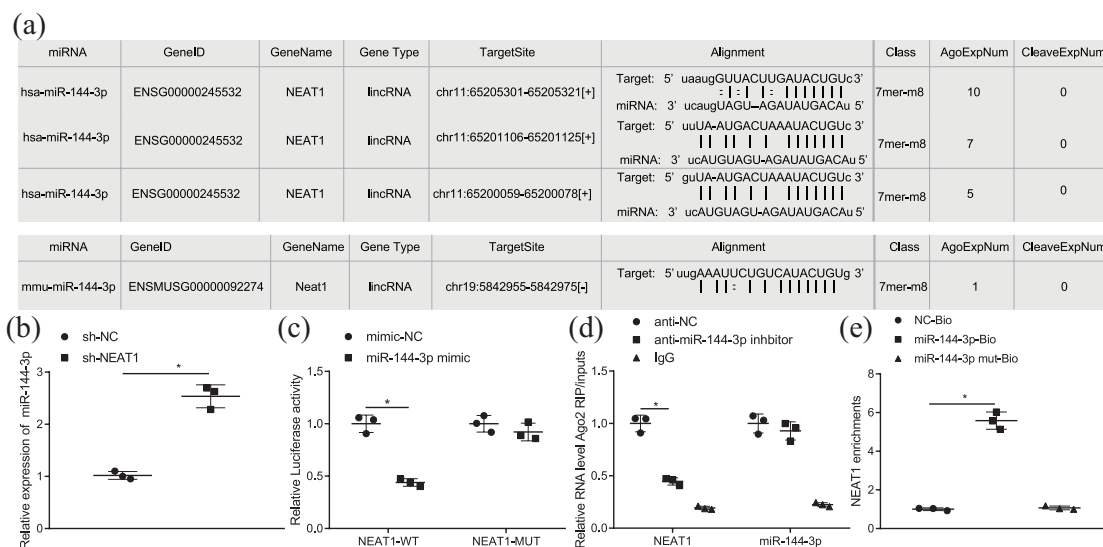 (a)
miRNA GeneID GeneName Gene Type TargetSite Alignment Class AgoExpNum CleaveExpNum
hsa-miR-144-3p ENSG00000245532 NEAT1 lincRNA chr11:65205301-65205321[+] 7mer-m8 10 0
Target: 5' uaaugGUUACUUGAUACUGUc 3'
miRNA: 3' ucaugUAGU–AGAUAUGACAu 5'
hsa-miR-144-3p ENSG00000245532 NEAT1 lincRNA chr11:65201106-65201125[+] 7mer-m8 7 0
Target: 5' uuUA-AUGACUAAAUACUGUc 3'
miRNA: 3' ucAUGUAGU-AGAUAUGACAu 5'
hsa-miR-144-3p ENSG00000245532 NEAT1 lincRNA chr11:65200059-65200078[+] 7mer-m8 5 0
Target: 5' guUA-AUGACUAAAUACUGUc 3'
miRNA: 3' ucAUGUAGU-AGAUAUGACAu 5'
miRNA GeneID GeneName Gene Type TargetSite Alignment Class AgoExpNum CleaveExpNum
mmu-miR-144-3p ENSMUSG00000092274 Neat1 lincRNA chr19:5842955-5842975[-] 7mer-m8 1 0
Target: 5' uugAAAUUCUGUCAUACUGUg 3'
(b)
sh-NC
sh-NEAT1
Relative expression of miR-144-3p
3
2
1
0
*
(c)
mimic-NC
miR-144-3p mimic
Relative Luciferase activity
1.5
1.0
0.5
0.0
*
NEAT1-WT NEAT1-MUT
(d)
anti-NC
anti-miR-144-3p inhbitor
IgG
Relative RNA level Ago2 RIP/inputs
1.5
1.0
0.5
0.0
*
NEAT1 miR-144-3p
(e)
NC-Bio
miR-144-3p-Bio
miR-144-3p mut-Bio
NEAT1 enrichments
8
6
4
2
0
*